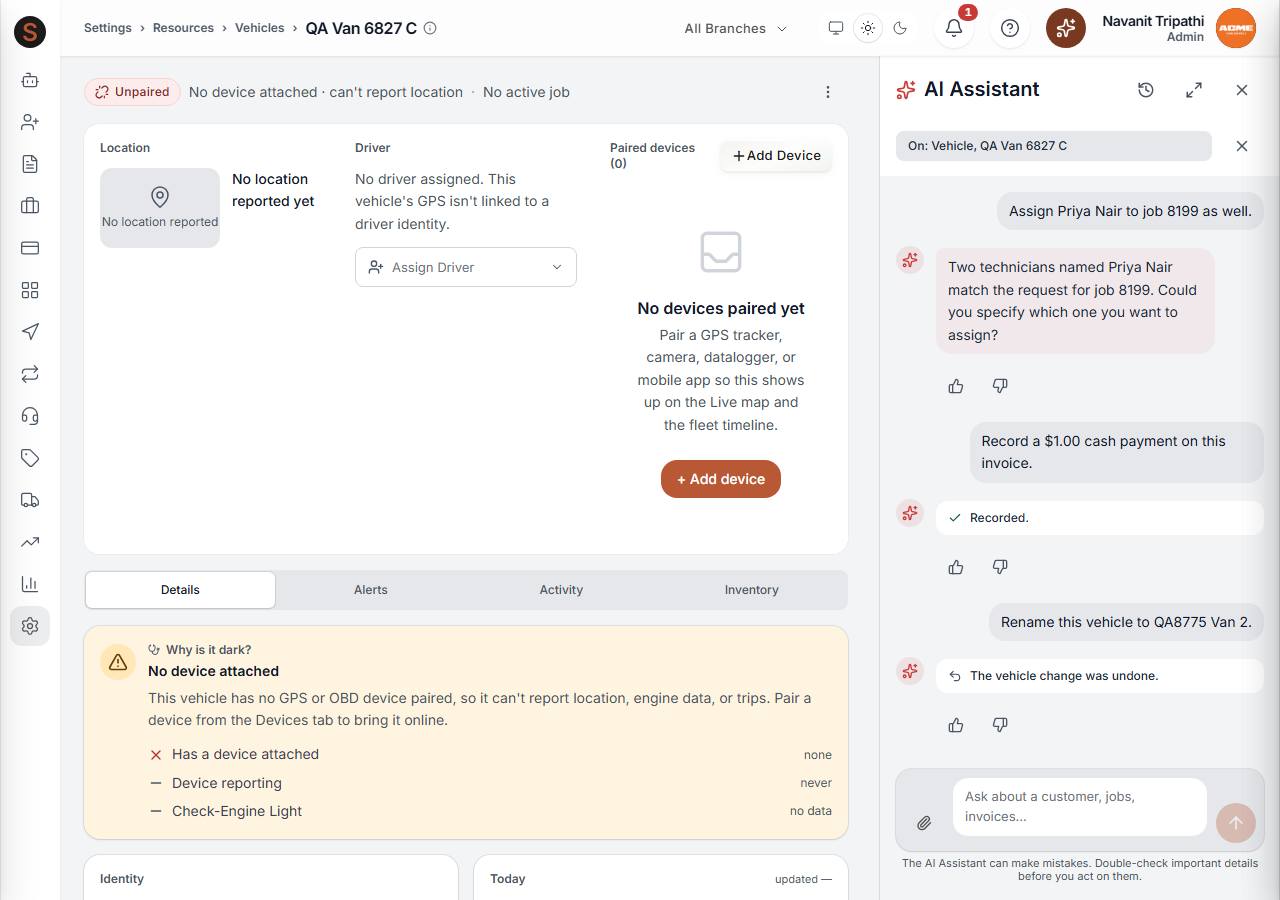 S
Settings › Resources › Vehicles › QA Van 6827 C
All Branches
1
Navanit Tripathi
Admin
ACME
Unpaired
No device attached · can't report location · No active job
Location
No location reported
No location
reported yet
Driver
No driver assigned. This
vehicle's GPS isn't linked to a
driver identity.
Assign Driver
Paired devices
(0)
Add Device
No devices paired yet
Pair a GPS tracker,
camera, datalogger, or
mobile app so this shows
up on the Live map and
the fleet timeline.
+ Add device
Details
Alerts
Activity
Inventory
Why is it dark?
No device attached
This vehicle has no GPS or OBD device paired, so it can't report location, engine data, or trips. Pair a
device from the Devices tab to bring it online.
Has a device attached none
Device reporting never
Check-Engine Light no data
Identity
Today updated —
AI Assistant
On: Vehicle, QA Van 6827 C
Assign Priya Nair to job 8199 as well.
Two technicians named Priya Nair
match the request for job 8199. Could
you specify which one you want to
assign?
Record a $1.00 cash payment on this
invoice.
Recorded.
Rename this vehicle to QA8775 Van 2.
The vehicle change was undone.
Ask about a customer, jobs,
invoices...
The AI Assistant can make mistakes. Double-check important details
before you act on them.